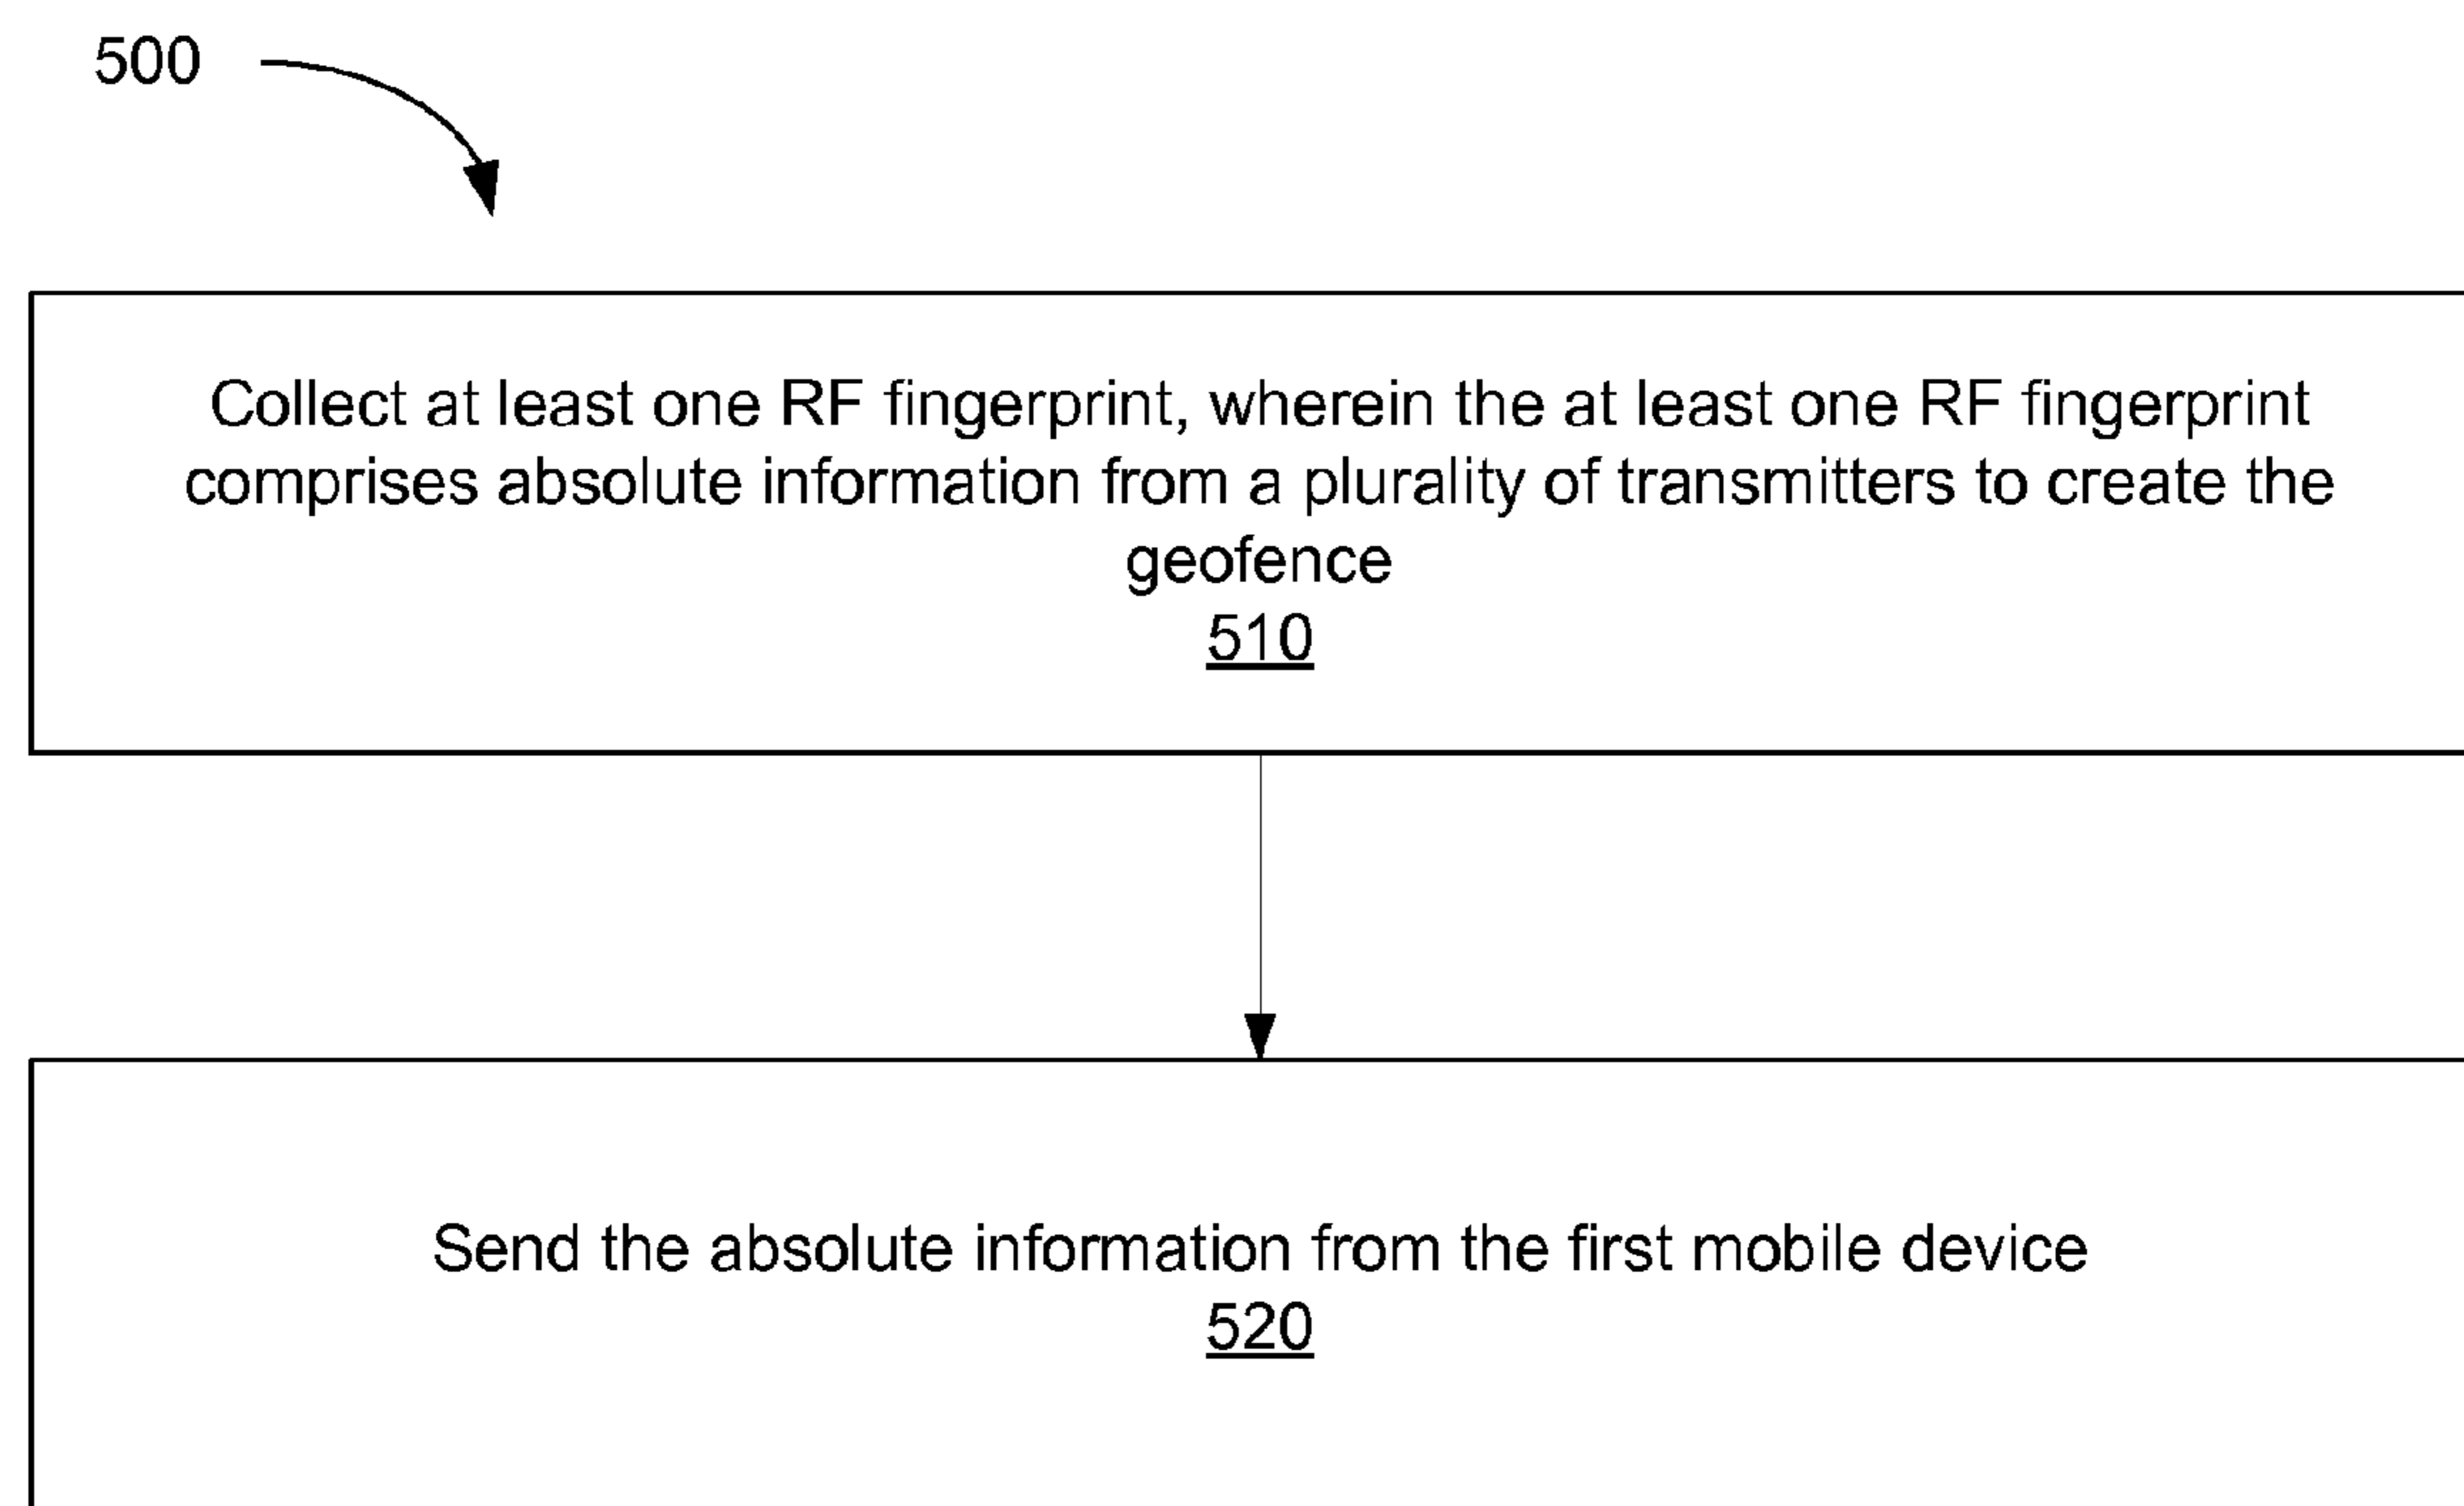 500
Collect at least one RF fingerprint, wherein the at least one RF fingerprint
comprises absolute information from a plurality of transmitters to create the
geofence
510
Send the absolute information from the first mobile device
520